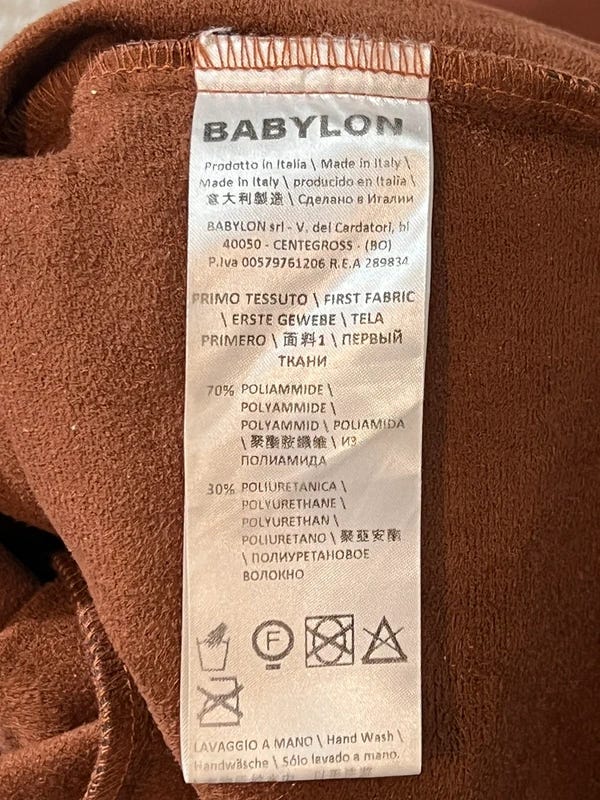 BABYLON
Prodotto in Italia \ Made in Italy \
Made in Italy \ producido en Italia \
意大利製造 \ Сделано в Италии
BABYLON srl - V. dei Cardatori, bl
40050 - CENTEGROSS - (BO)
P.Iva 00579761206 R.E.A 289834
PRIMO TESSUTO \ FIRST FABRIC
\ ERSTE GEWEBE \ TELA
PRIMERO \ 面料1 \ ПЕРВЫЙ
ТКАНИ
70% POLIAMMIDE \
POLYAMMIDE \
POLYAMMID \ POLIAMIDA
\ 聚酰胺纖維 \ ИЗ
ПОЛИАМИДА
30% POLIURETANICA \
POLYURETHANE \
POLYURETHAN \
POLIURETANO \ 聚亞安酯
\ ПОЛИУРЕТАНОВОЕ
ВОЛОКНО
F
LAVAGGIO A MANO \ Hand Wash \
Handwäsche \ Sólo lavado a mano.